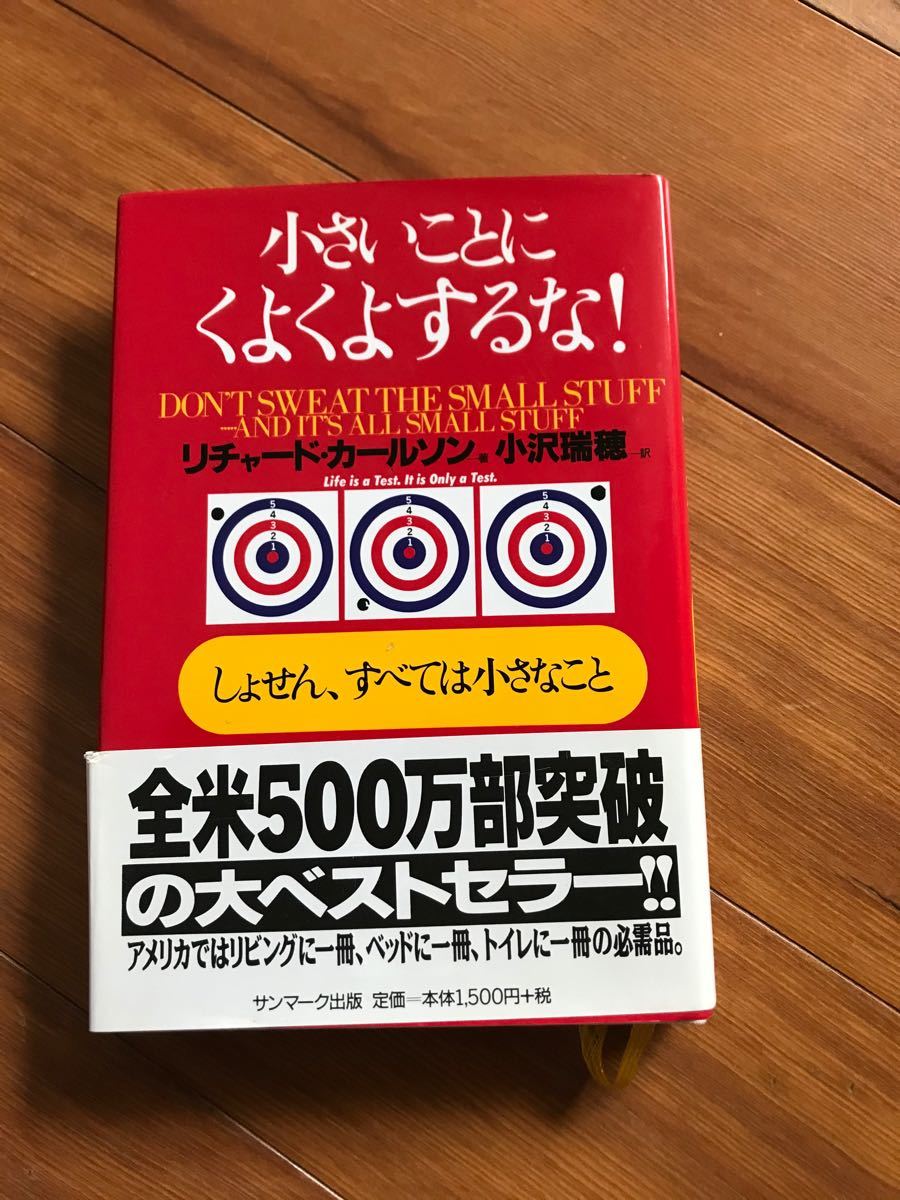 小さいことに
くよくよするな!
DON'T SWEAT THE SMALL STUFF
……AND IT'S ALL SMALL STUFF
リチャード・カールソン―著 小沢瑞穂―訳
Life is a Test. It is Only a Test.
5 5 5
4 4 4
3 3 3
2 2 2
1 1 1
しょせん、すべては小さなこと
全米500万部突破
の大ベストセラー!!
アメリカではリビングに一冊、ベッドに一冊、トイレに一冊の必需品。
サンマーク出版 定価=本体1,500円+税